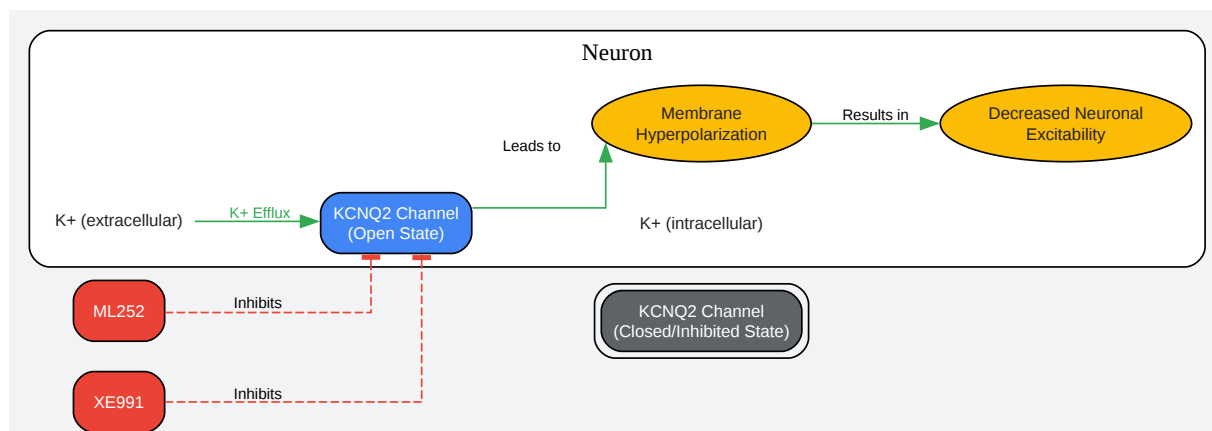 Neuron
Membrane
Hyperpolarization
Results in
Decreased Neuronal
Excitability
Leads to
K+ (extracellular)
K+ Efflux
KCNQ2 Channel
(Open State)
K+ (intracellular)
ML252
Inhibits
KCNQ2 Channel
(Closed/Inhibited State)
XE991
Inhibits